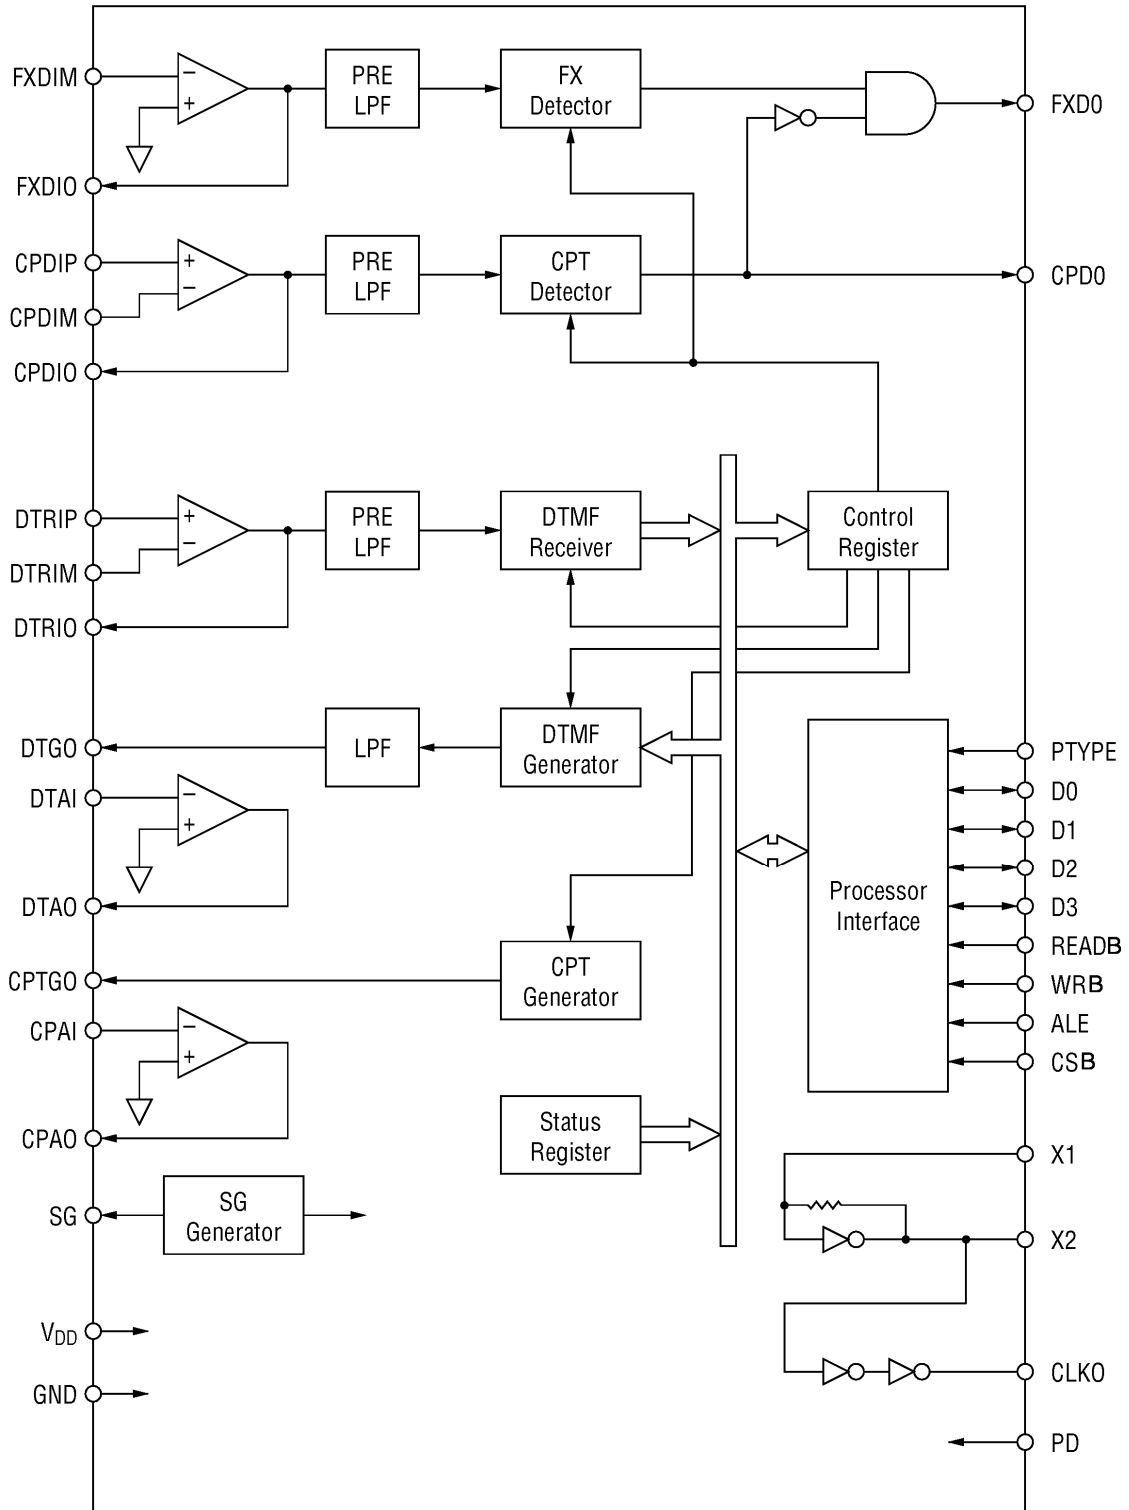 FXDIM
−
+
PRE
LPF
FX
Detector
FXDO
FXDIO
CPDIP
+
−
PRE
LPF
CPT
Detector
CPDO
CPDIM
CPDIO
DTRIP
+
−
PRE
LPF
DTMF
Receiver
Control
Register
DTRIM
DTRIO
DTGO
LPF
DTMF
Generator
DTAI
−
+
DTAO
PTYPE
D0
D1
D2
D3
READB
WRB
ALE
CSB
Processor
Interface
CPTGO
CPT
Generator
CPAI
−
+
CPAO
Status
Register
SG
SG
Generator
X1
X2
VDD
GND
CLKO
PD